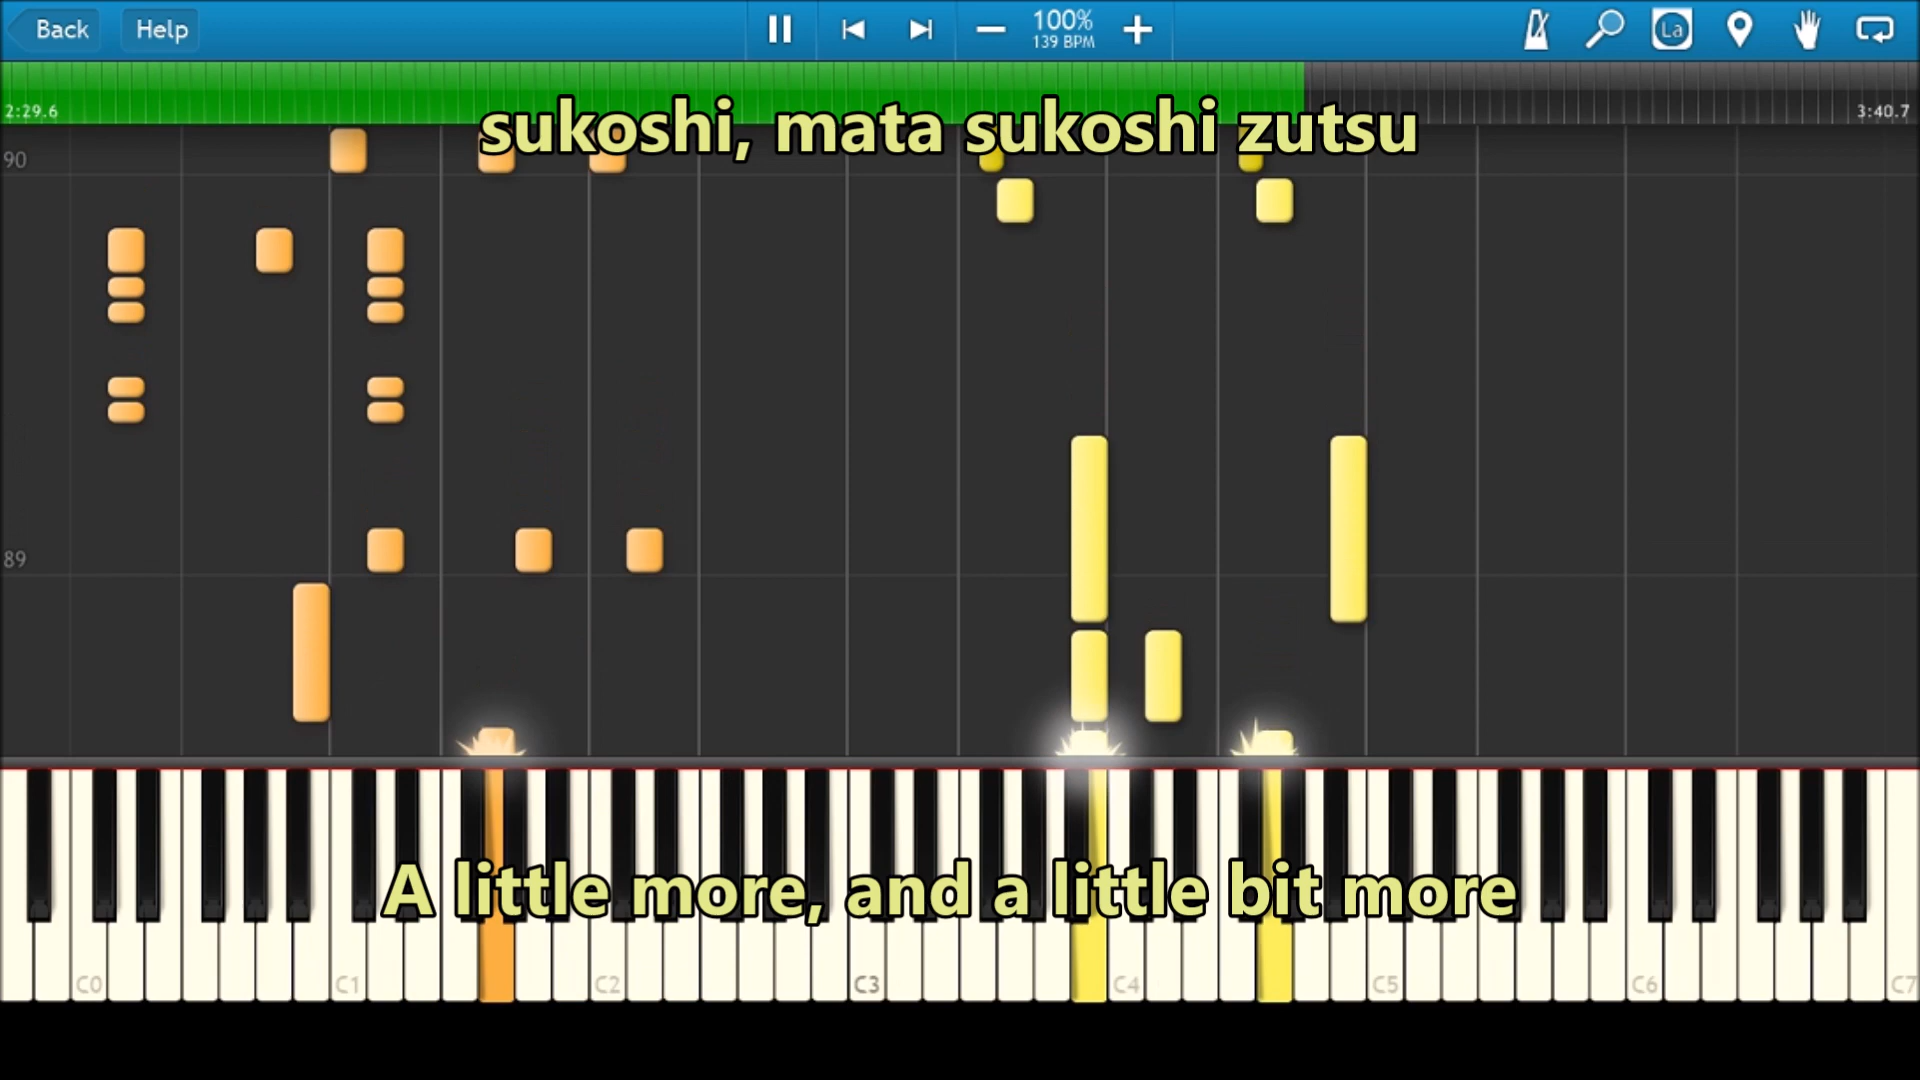 Back
Help
100%
139 BPM
La
2:29.6
3:40.7
sukoshi, mata sukoshi zutsu
90
89
A little more, and a little bit more
C0
C1
C2
C3
C4
C5
C6
C7